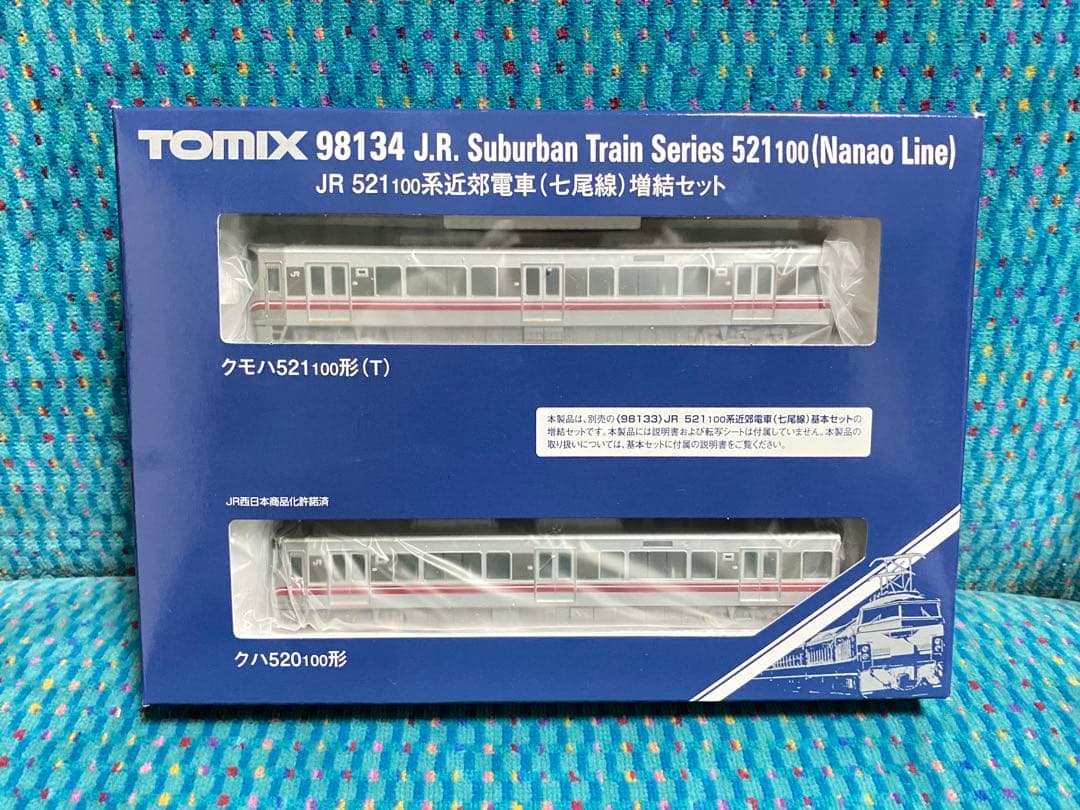 TOMIX 98134 J.R. Suburban Train Series 521100(Nanao Line)
JR 521100系近郊電車(七尾線)増結セット
クモハ521100形(T)
本製品は、別売の〈98133〉JR 521100系近郊電車(七尾線)基本セットの
増結セットです。本製品には説明書および転写シートは付属していません。本製品の
取り扱いについては、基本セットに付属の説明書をご覧ください。
JR西日本商品化許諾済
クハ520100形